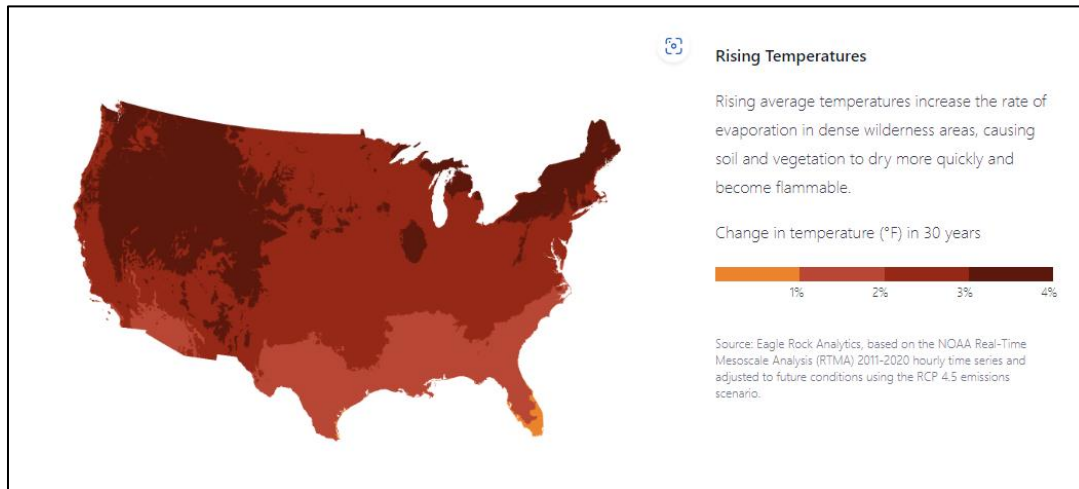 Rising Temperatures
Rising average temperatures increase the rate of
evaporation in dense wilderness areas, causing
soil and vegetation to dry more quickly and
become flammable.
Change in temperature (°F) in 30 years
1% 2% 3% 4%
Source: Eagle Rock Analytics, based on the NOAA Real-Time
Mesoscale Analysis (RTMA) 2011-2020 hourly time series and
adjusted to future conditions using the RCP 4.5 emissions
scenario.